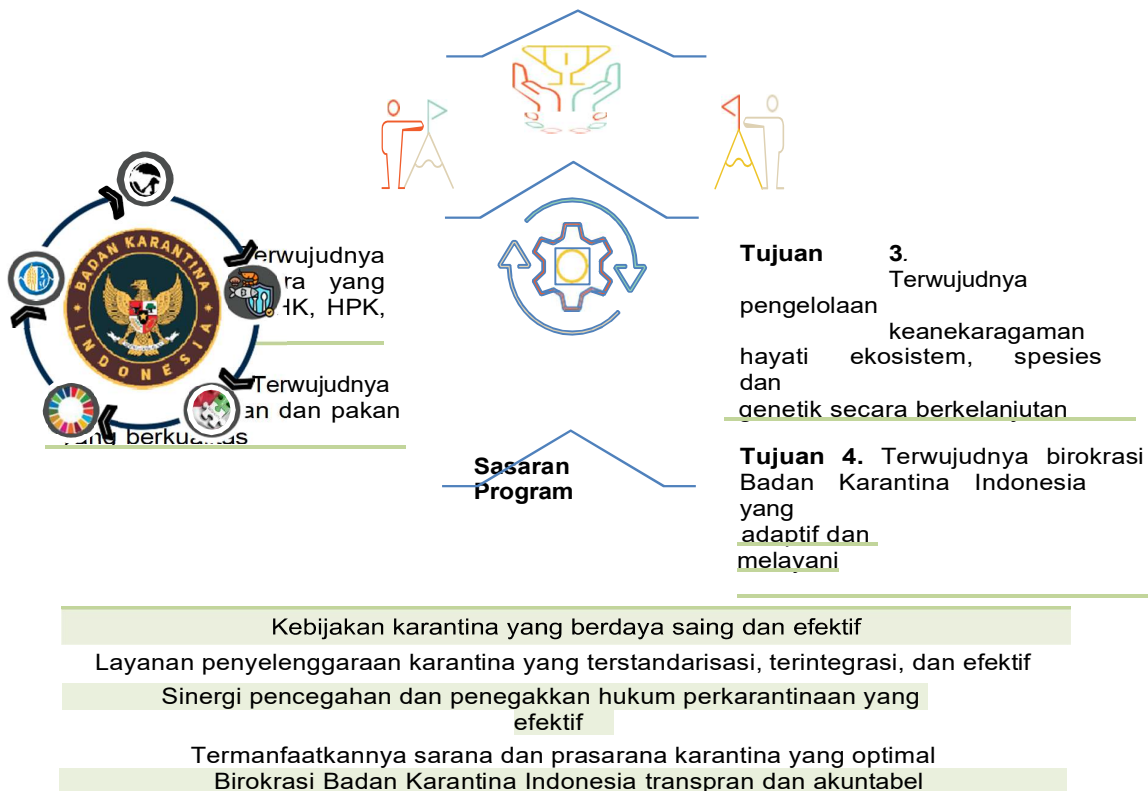 BADAN KARANTINA
INDONESIA
Terwujudnya
ra yang
HK, HPK,
Terwujudnya
an dan pakan
yang berkualitas
Tujuan 3.
Terwujudnya
pengelolaan
keanekaragaman
hayati ekosistem, spesies
dan
genetik secara berkelanjutan
Tujuan 4. Terwujudnya birokrasi
Badan Karantina Indonesia
yang
adaptif dan
melayani
Sasaran
Program
Kebijakan karantina yang berdaya saing dan efektif
Layanan penyelenggaraan karantina yang terstandarisasi, terintegrasi, dan efektif
Sinergi pencegahan dan penegakkan hukum perkarantinaan yang
efektif
Termanfaatkannya sarana dan prasarana karantina yang optimal
Birokrasi Badan Karantina Indonesia transpran dan akuntabel